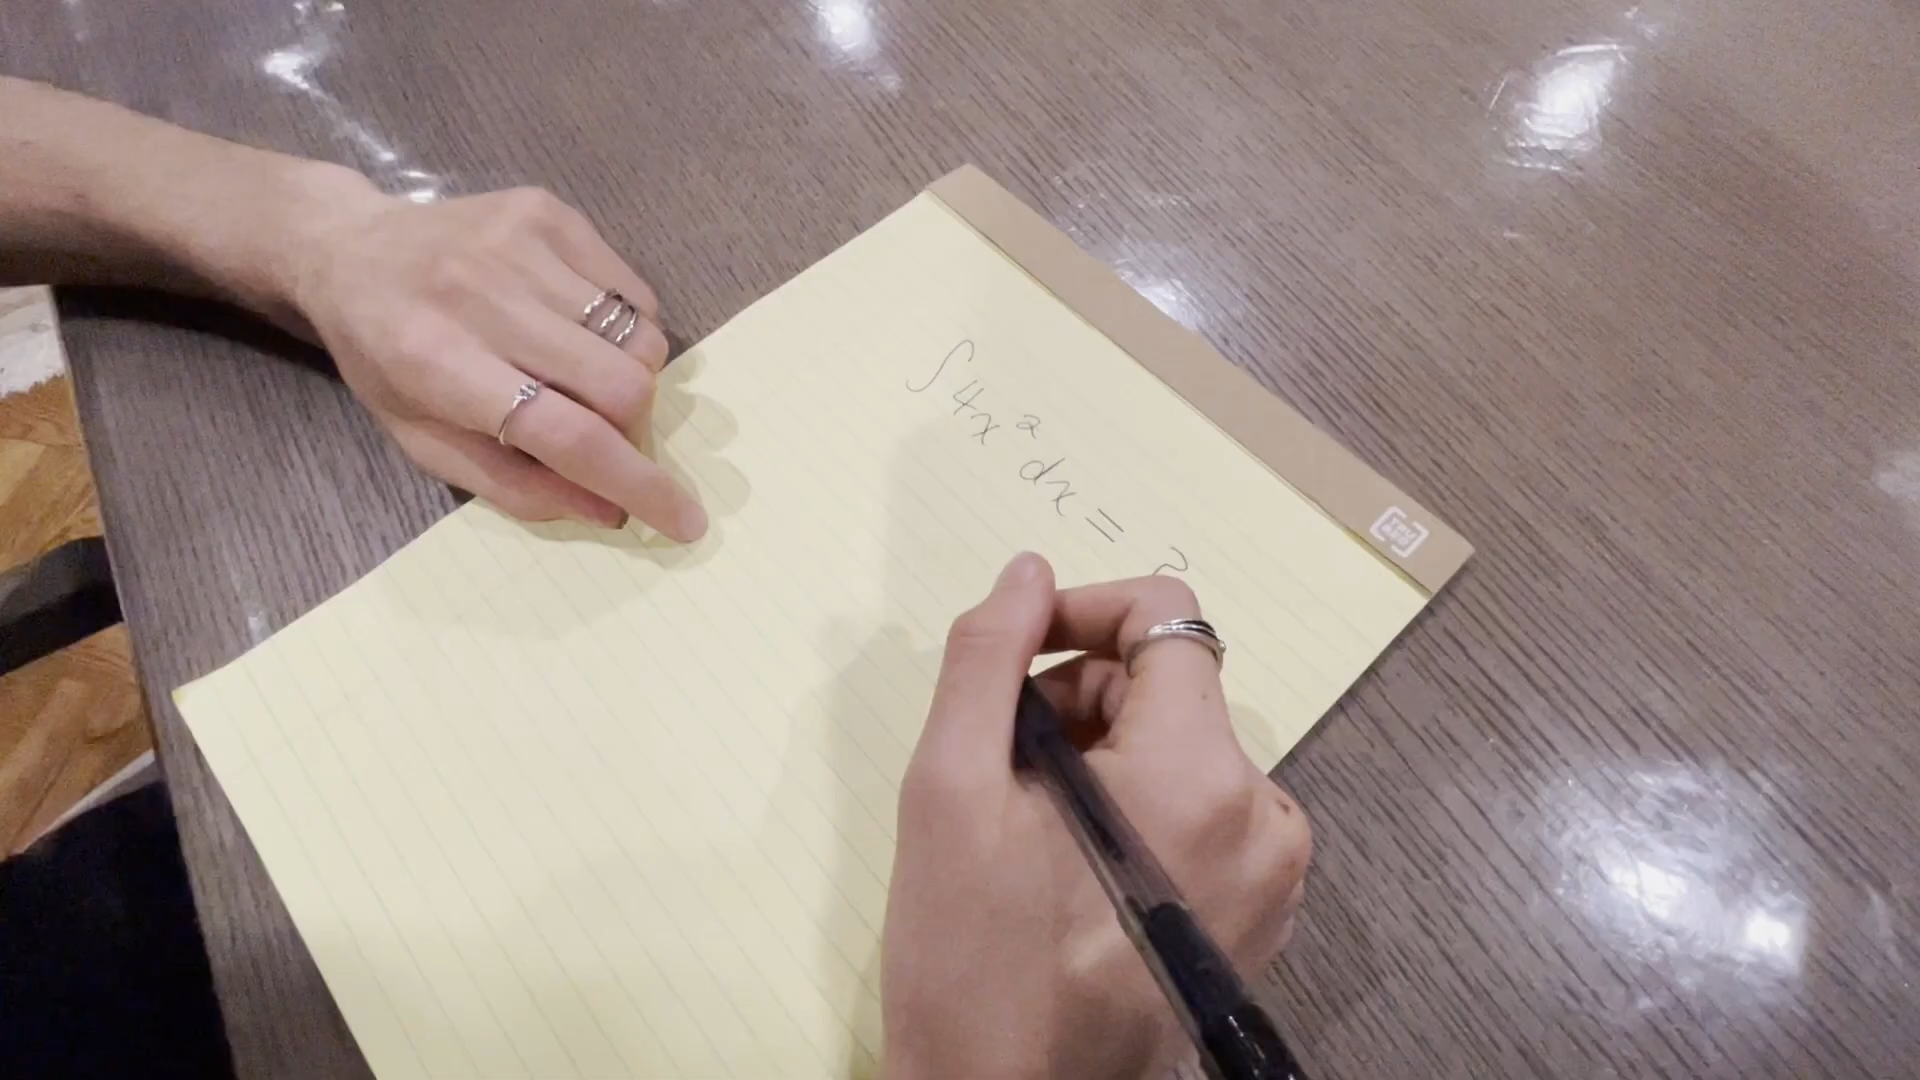 ∫4x² dx = ?